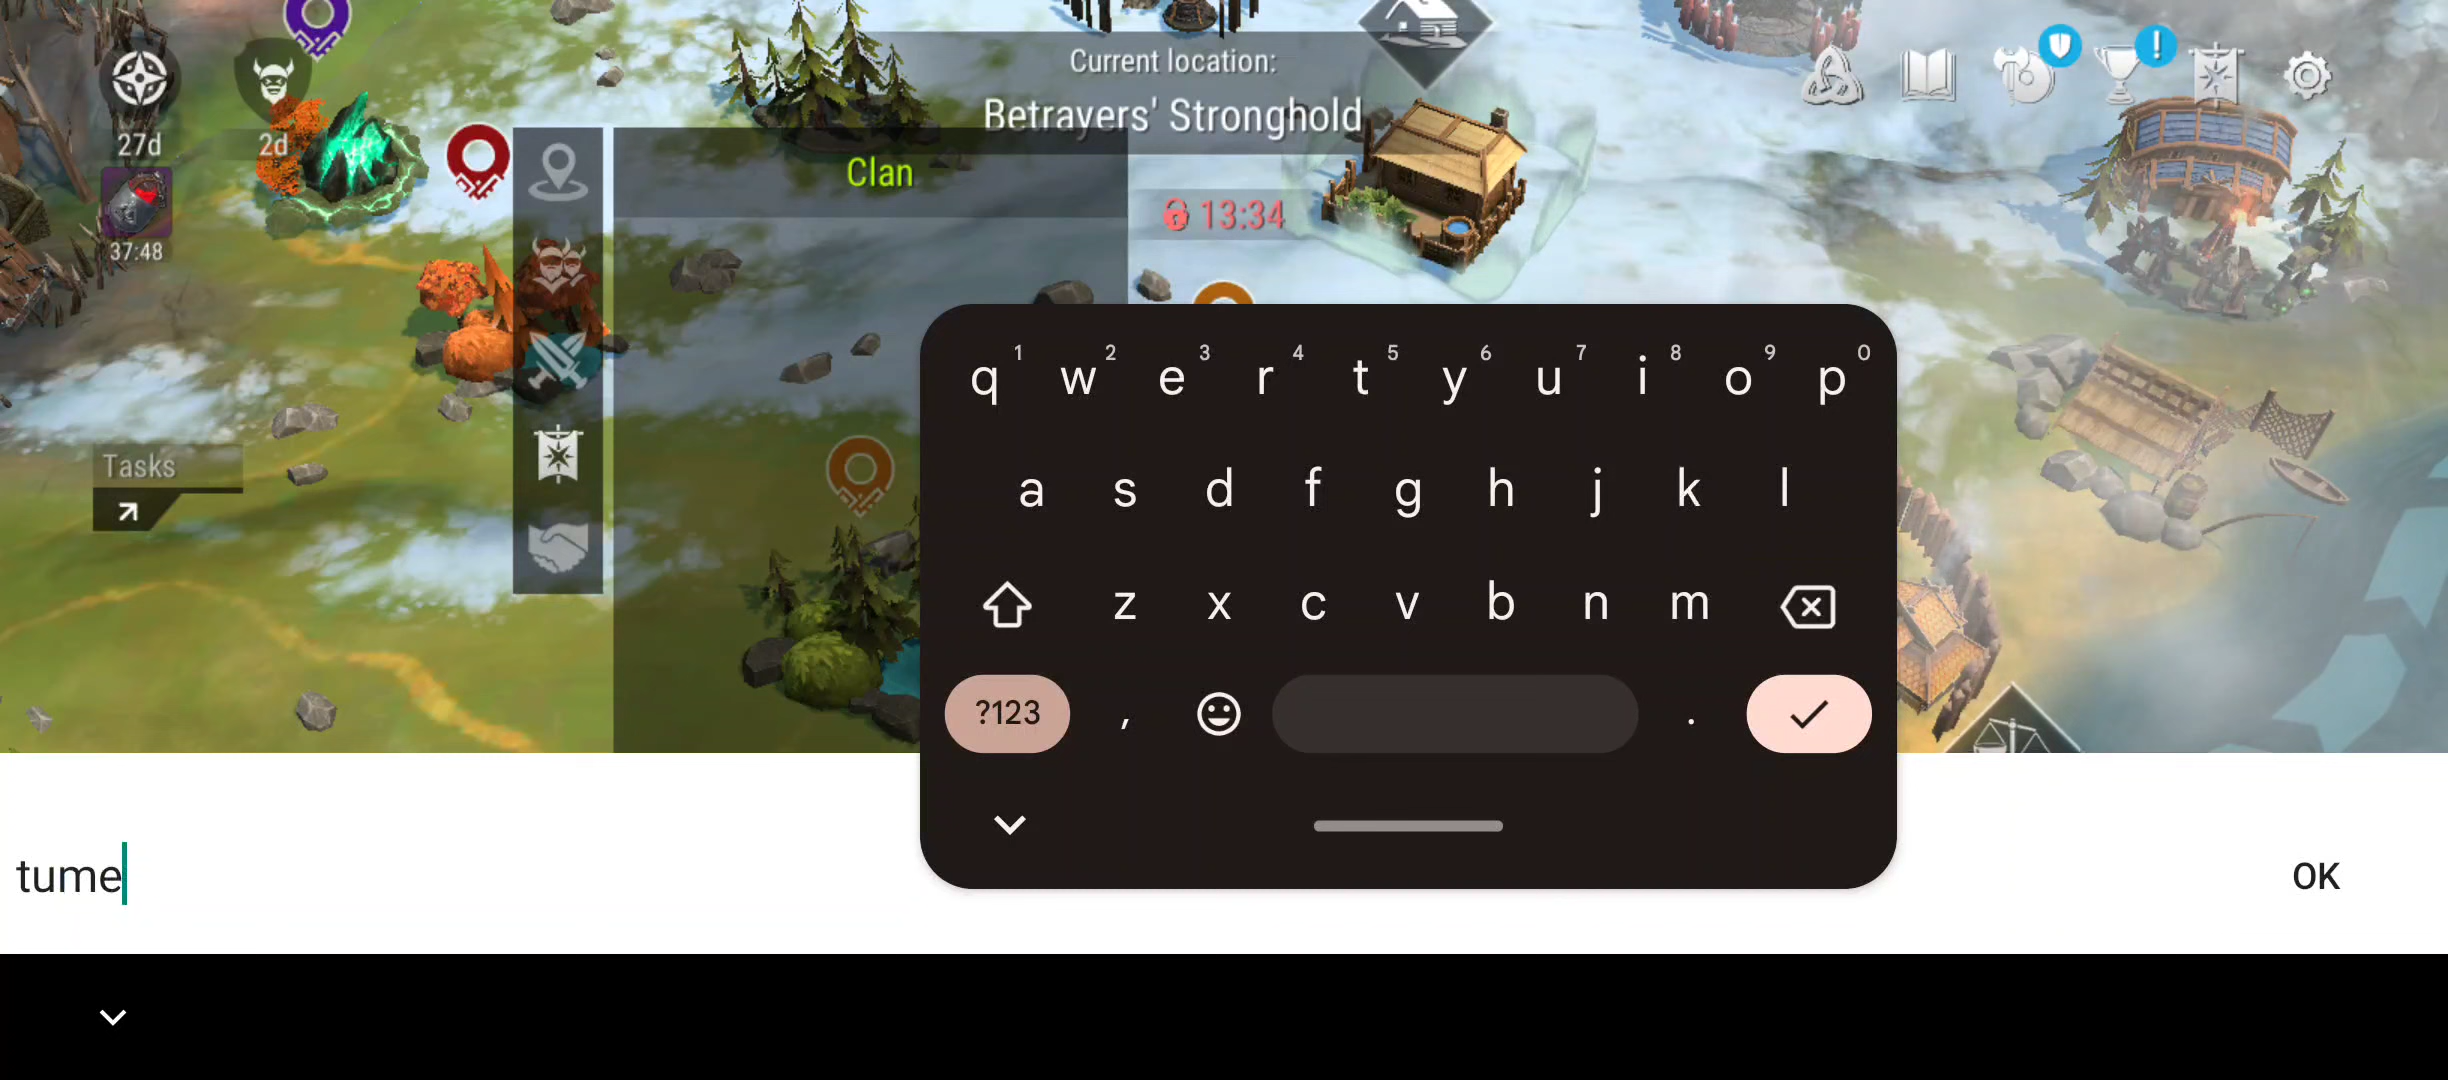 Current location:
Betrayers' Stronghold
27d
2d
Clan
13:34
37:48
Tasks
q 1 w 2 e 3 r 4 t 5 y 6 u 7 i 8 o 9 p 0
a s d f g h j k l
z x c v b n m
?123 , .
tume
OK